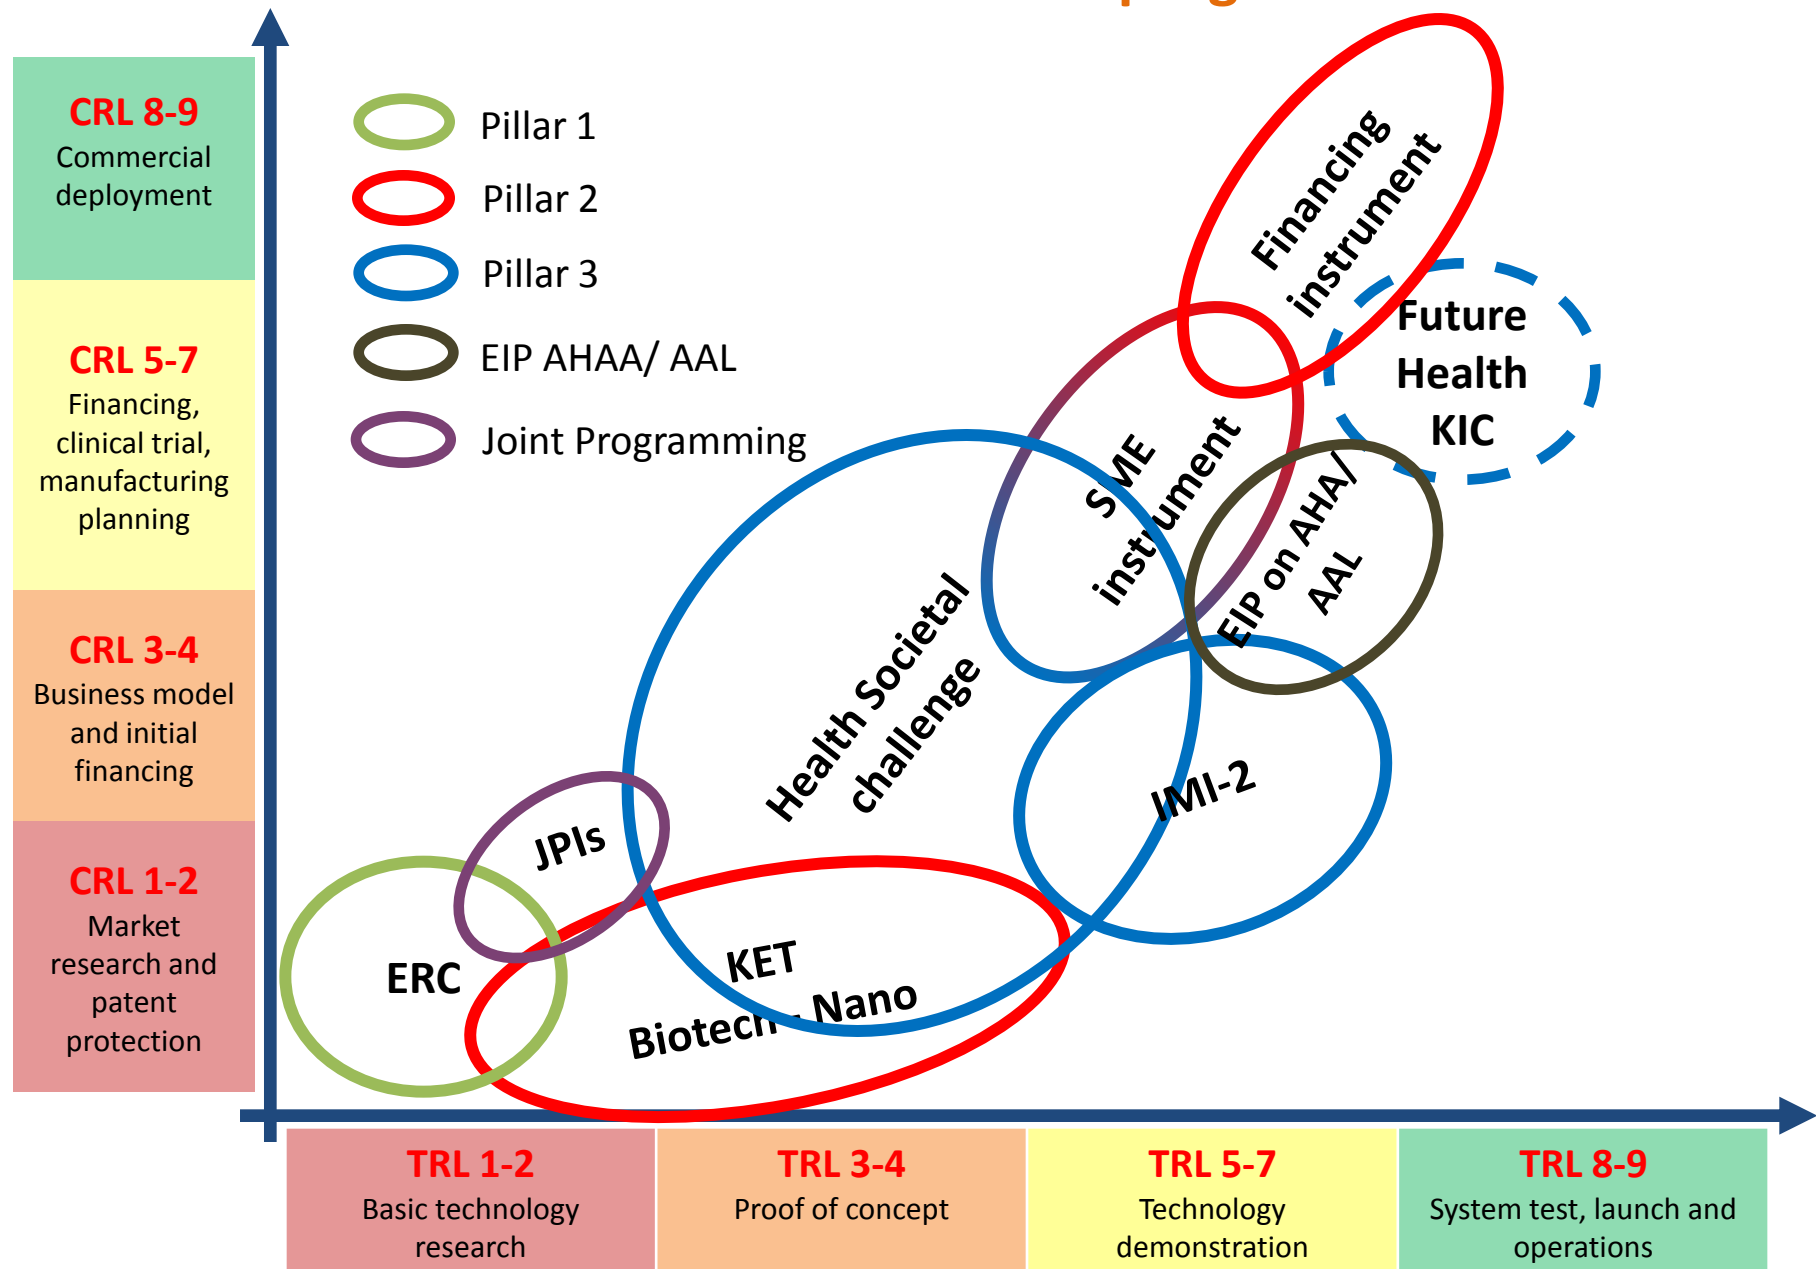 CRL 8-9
Commercial
deployment
CRL 5-7
Financing,
clinical trial,
manufacturing
planning
CRL 3-4
Business model
and initial
financing
CRL 1-2
Market
research and
patent
protection
Pillar 1
Pillar 2
Pillar 3
EIP AHAA/ AAL
Joint Programming
Financing
instrument
Future
Health
KIC
SME
instrument
EIP on AHA/
AAL
Health Societal
challenge
IMI-2
JPIs
ERC
KET
Biotech - Nano
TRL 1-2
Basic technology
research
TRL 3-4
Proof of concept
TRL 5-7
Technology
demonstration
TRL 8-9
System test, launch and
operations